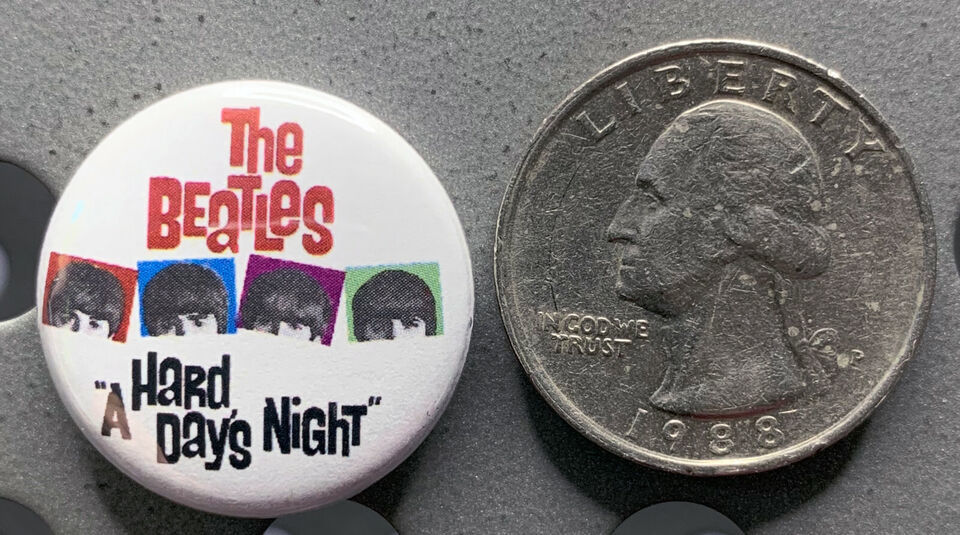 The
BEATLES
"A HARD
DAY'S NIGHT"
LIBERTY
IN GOD WE
TRUST
P
1988